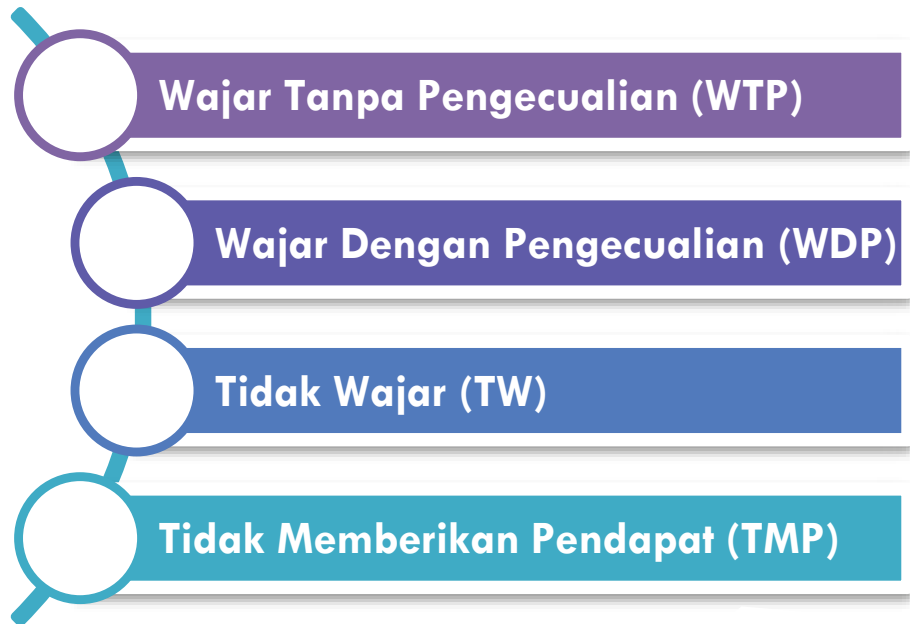 Wajar Tanpa Pengecualian (WTP)
Wajar Dengan Pengecualian (WDP)
Tidak Wajar (TW)
Tidak Memberikan Pendapat (TMP)